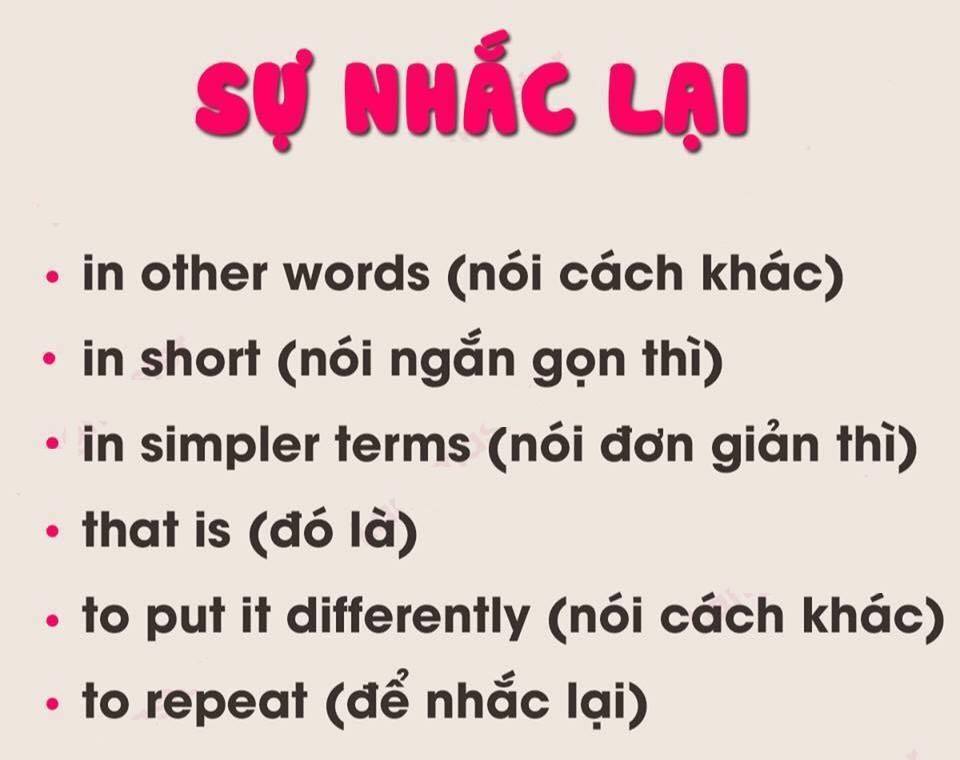 SỰ NHẮC LẠI
• in other words (nói cách khác)
• in short (nói ngắn gọn thì)
• in simpler terms (nói đơn giản thì)
• that is (đó là)
• to put it differently (nói cách khác)
• to repeat (để nhắc lại)